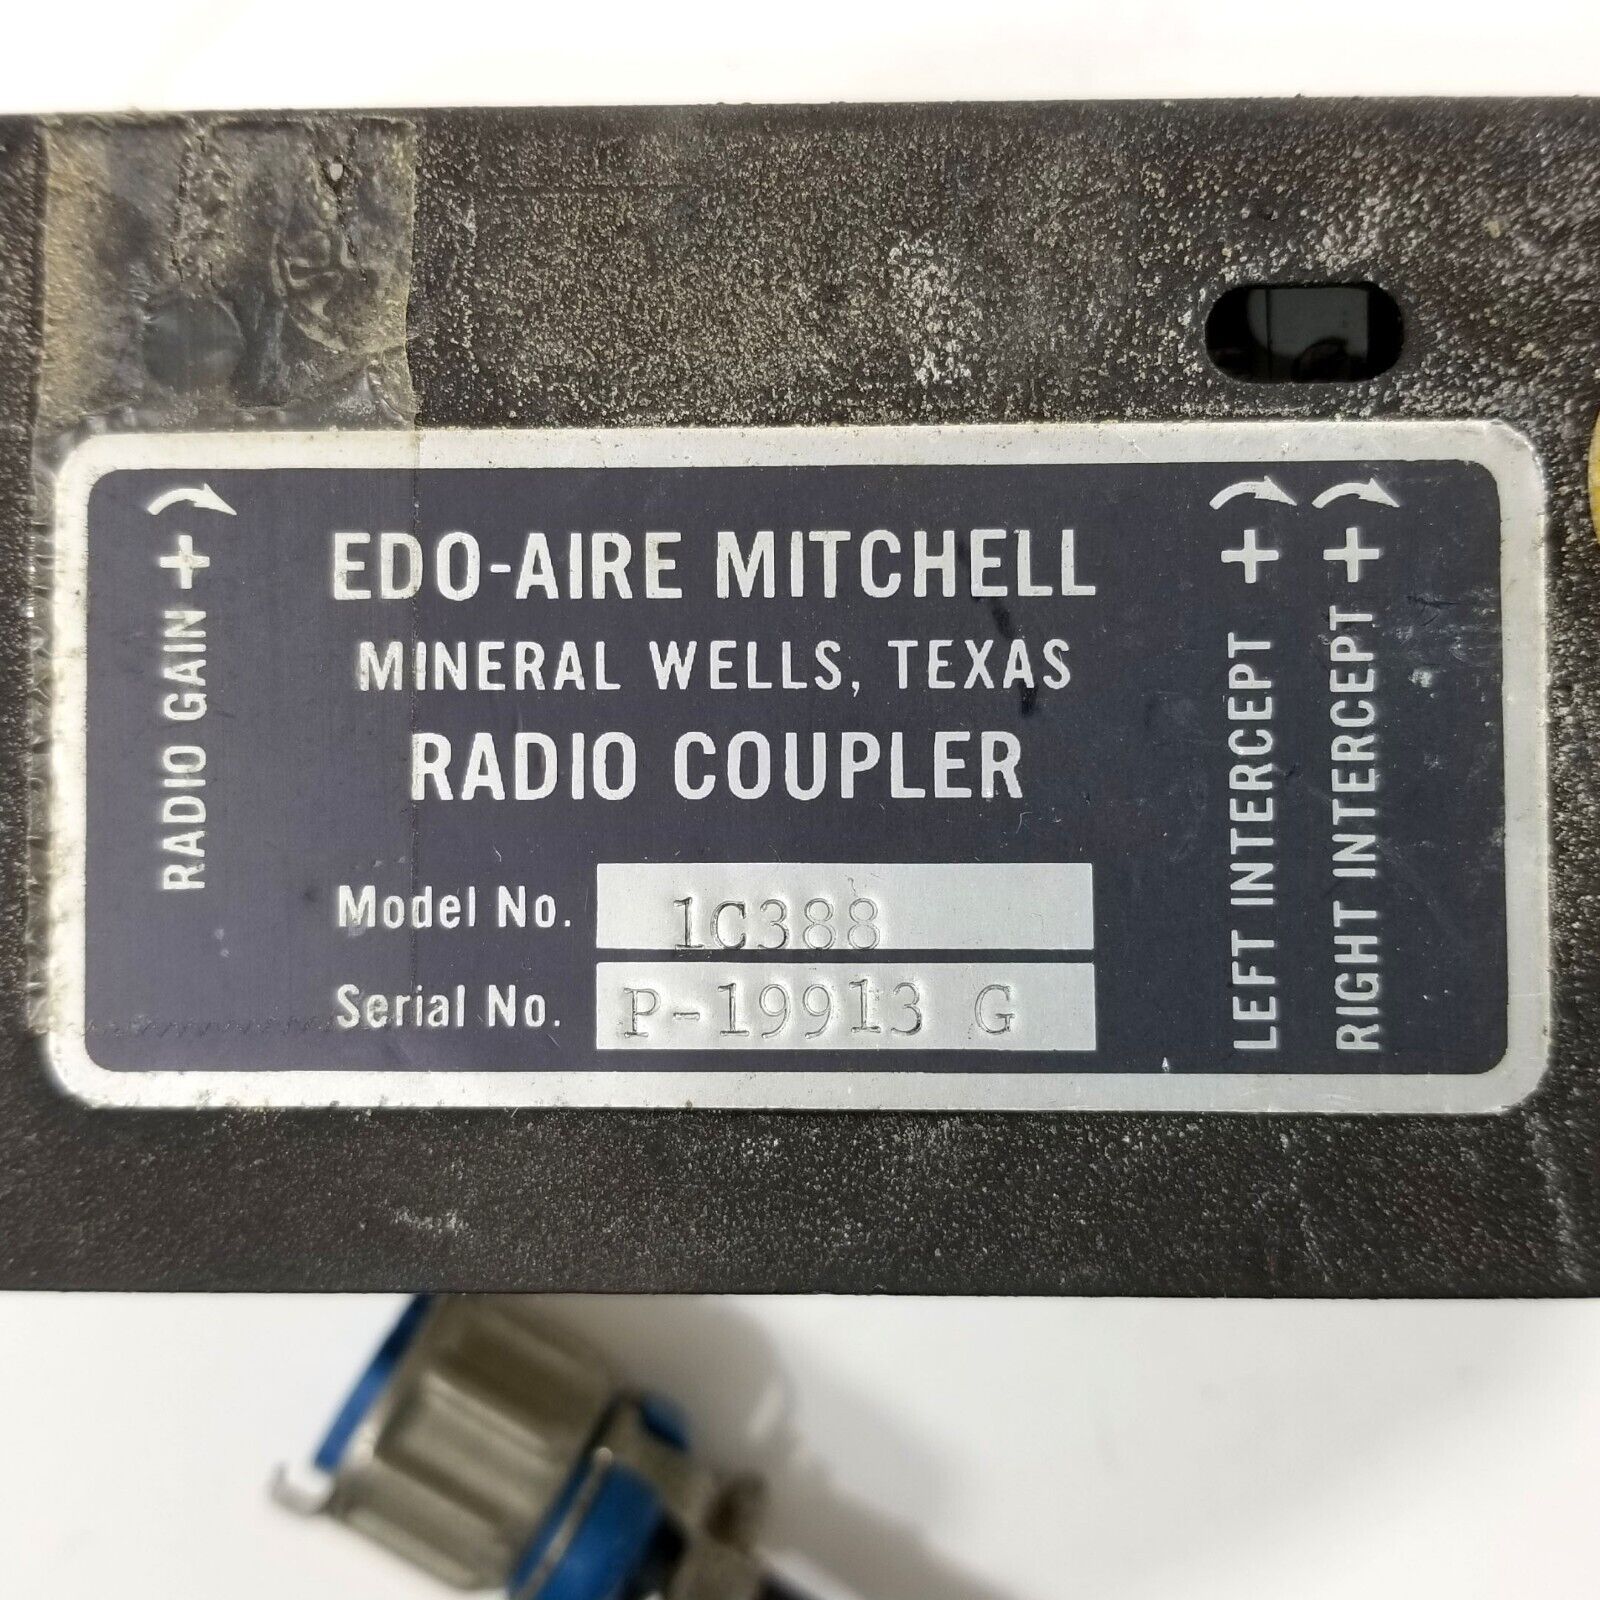 RADIO GAIN +
EDO-AIRE MITCHELL
MINERAL WELLS, TEXAS
RADIO COUPLER
Model No. 1C388
Serial No. P-19913 G
LEFT INTERCEPT +
RIGHT INTERCEPT +